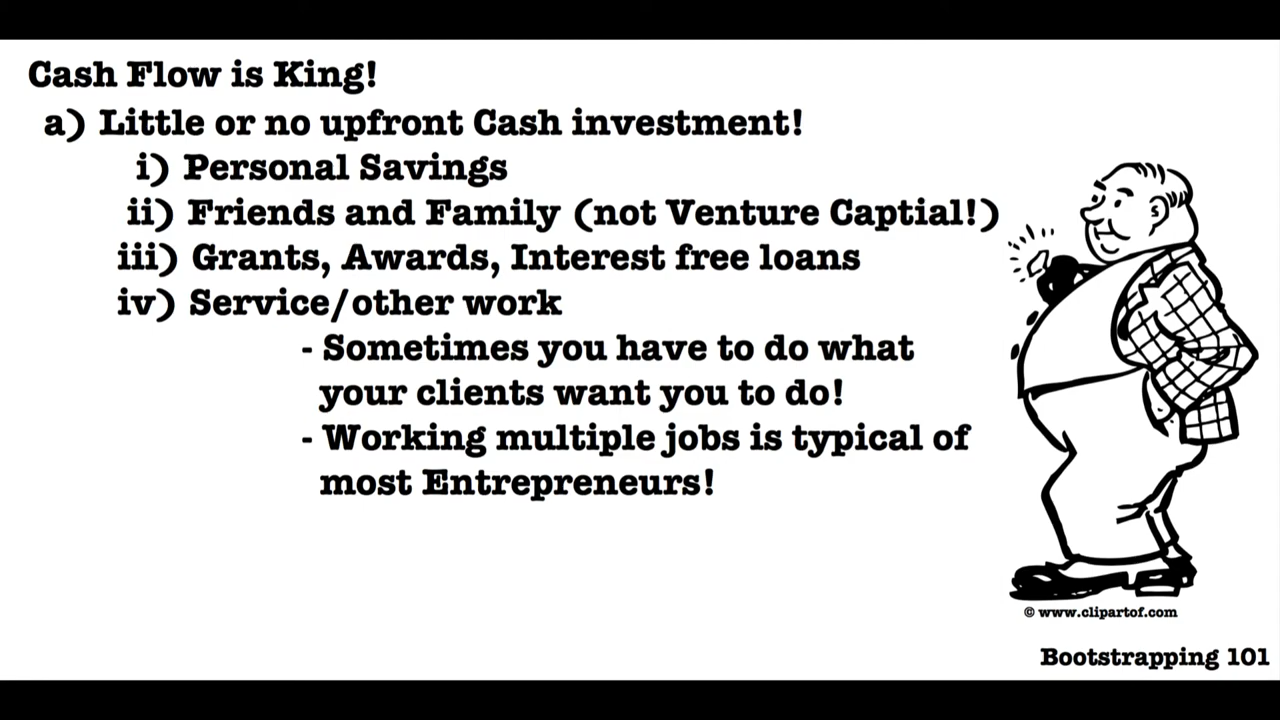 Cash Flow is King!
a) Little or no upfront Cash investment!
i) Personal Savings
ii) Friends and Family (not Venture Captial!)
iii) Grants, Awards, Interest free loans
iv) Service/other work
- Sometimes you have to do what
your clients want you to do!
- Working multiple jobs is typical of
most Entrepreneurs!
© www.clipartof.com
Bootstrapping 101